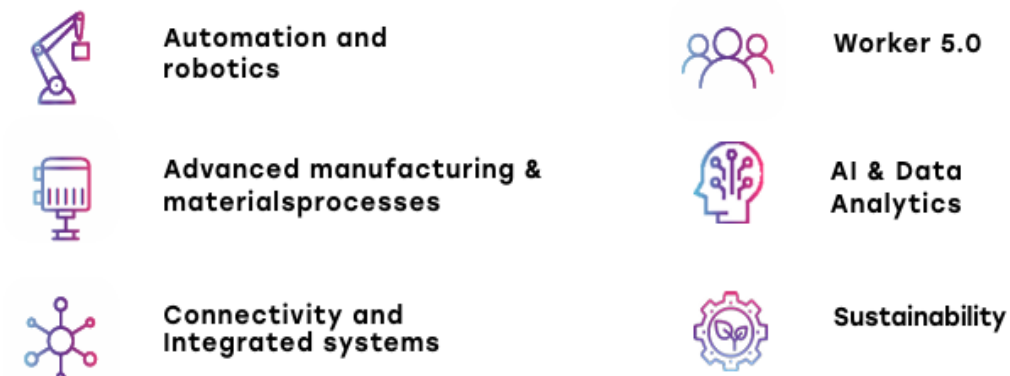 Automation and
robotics
Worker 5.0
Advanced manufacturing &
materialsprocesses
AI & Data
Analytics
Connectivity and
Integrated systems
Sustainability